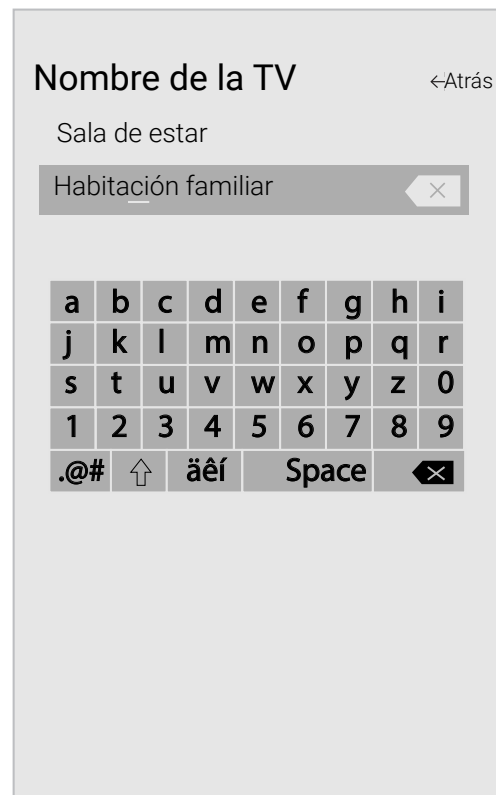 Nombre de la TV
←Atrás
Sala de estar
Habitación familiar
a b c d e f g h i
j k l m n o p q r
s t u v w x y z 0
1 2 3 4 5 6 7 8 9
.@# äêí Space